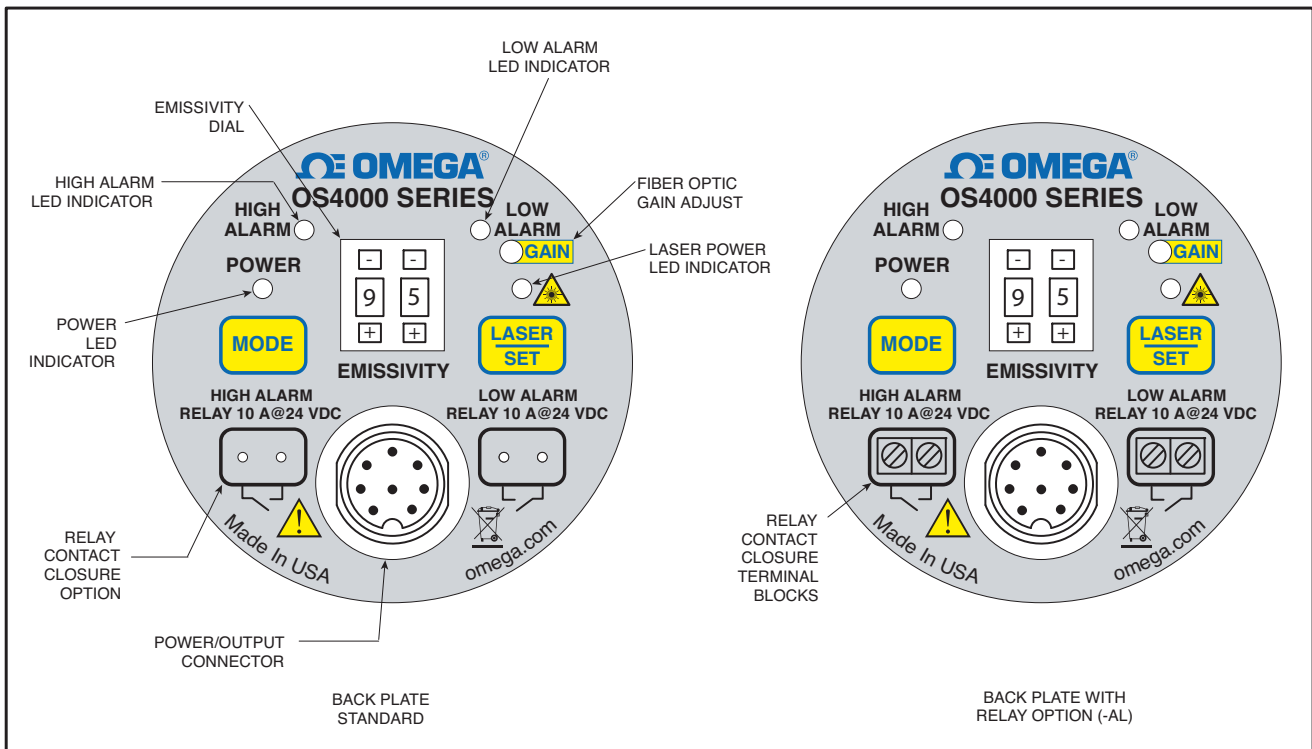 LOW ALARM
LED INDICATOR
EMISSIVITY
DIAL
HIGH ALARM
LED INDICATOR
FIBER OPTIC
GAIN ADJUST
LASER POWER
LED INDICATOR
POWER
LED
INDICATOR
RELAY
CONTACT
CLOSURE
OPTION
POWER/OUTPUT
CONNECTOR
ΩE OMEGA®
OS4000 SERIES
HIGH
ALARM
LOW
ALARM
GAIN
POWER
- -
9 5
+ +
MODE
LASER
SET
EMISSIVITY
HIGH ALARM
RELAY 10 A@24 VDC
LOW ALARM
RELAY 10 A@24 VDC
!
Made In USA
omega.com
BACK PLATE
STANDARD
ΩE OMEGA®
OS4000 SERIES
HIGH
ALARM
LOW
ALARM
GAIN
POWER
- -
9 5
+ +
MODE
LASER
SET
EMISSIVITY
HIGH ALARM
RELAY 10 A@24 VDC
LOW ALARM
RELAY 10 A@24 VDC
!
Made In USA
omega.com
RELAY
CONTACT
CLOSURE
TERMINAL
BLOCKS
BACK PLATE WITH
RELAY OPTION (-AL)